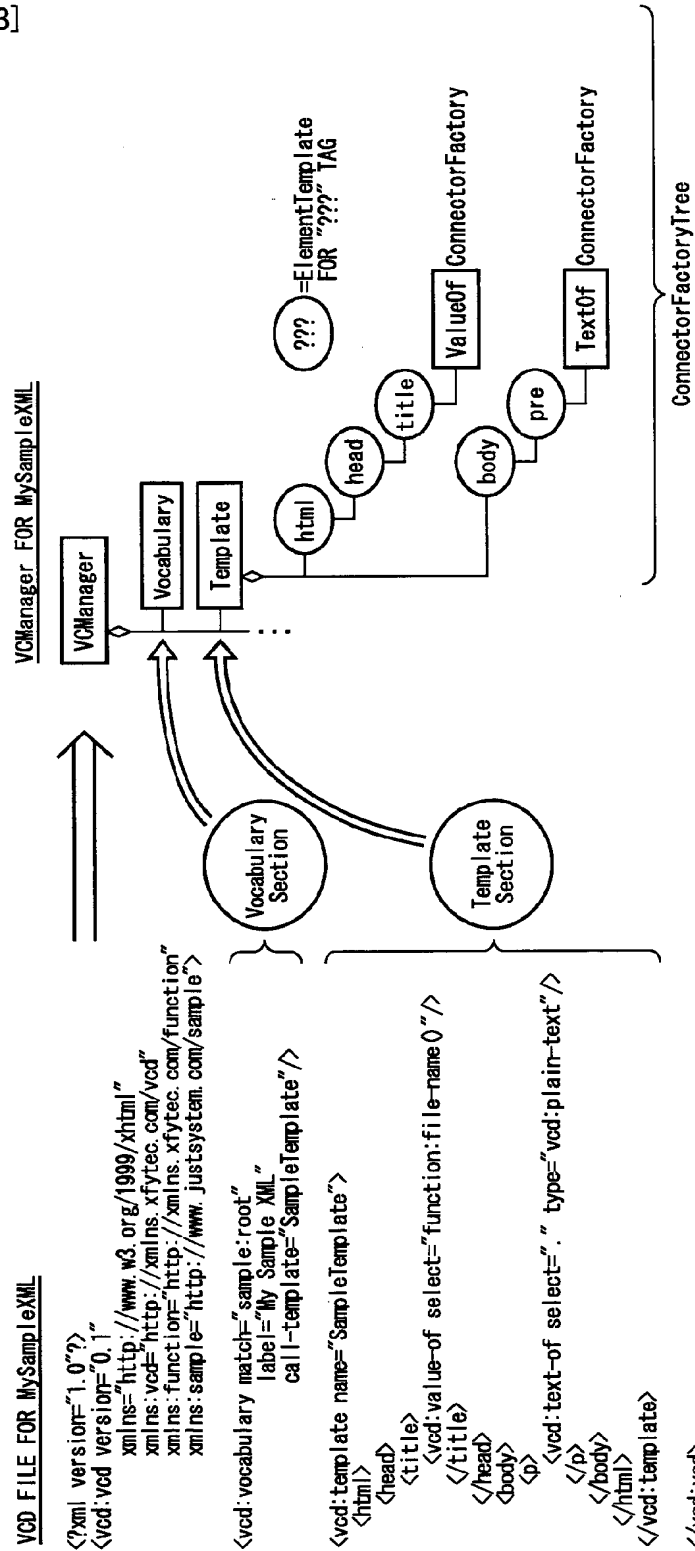 3]
VCD FILE FOR MySampleXML
<?xml version="1.0"?>
<vcd:vcd version="0.1"
xmlns="http://www.w3.org/1999/xhtml"
xmlns:vcd="http://xmlns.xfytec.com/vcd"
xmlns:function="http://xmlns.xfytec.com/function"
xmlns:sample="http://www.justsystem.com/sample">
<vcd:vocabulary match="sample:root"
label="My Sample XML"
call-template="SampleTemplate"/>
<vcd:template name="SampleTemplate">
<html>
<head>
<title>
<vcd:value-of select="function:file-name()"/>
</title>
</head>
<body>
<p>
<vcd:text-of select="." type="vcd:plain-text"/>
</p>
</body>
</html>
</vcd:template>
</vcd:vcd>
Vocabulary
Section
Template
Section
VCManager FOR MySampleXML
VCManager
Vocabulary
Template
...
html
head
title
ValueOf ConnectorFactory
body
pre
TextOf ConnectorFactory
??? =ElementTemplate
FOR "???" TAG
ConnectorFactoryTree